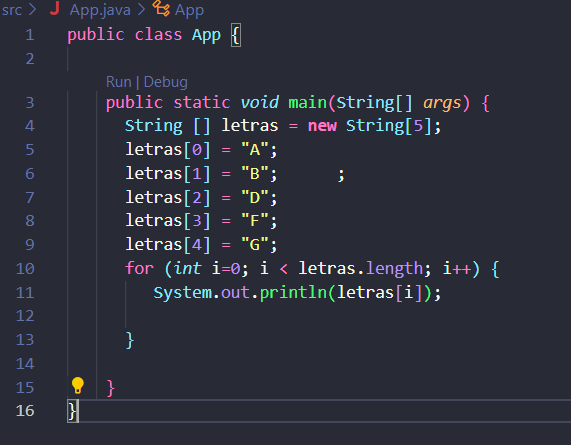 src > App.java > App
1 public class App {
2
Run | Debug
3 public static void main(String[] args) {
4 String [] letras = new String[5];
5 letras[0] = "A";
6 letras[1] = "B"; ;
7 letras[2] = "D";
8 letras[3] = "F";
9 letras[4] = "G";
10 for (int i=0; i < letras.length; i++) {
11 System.out.println(letras[i]);
12
13 }
14
15 }
16 }